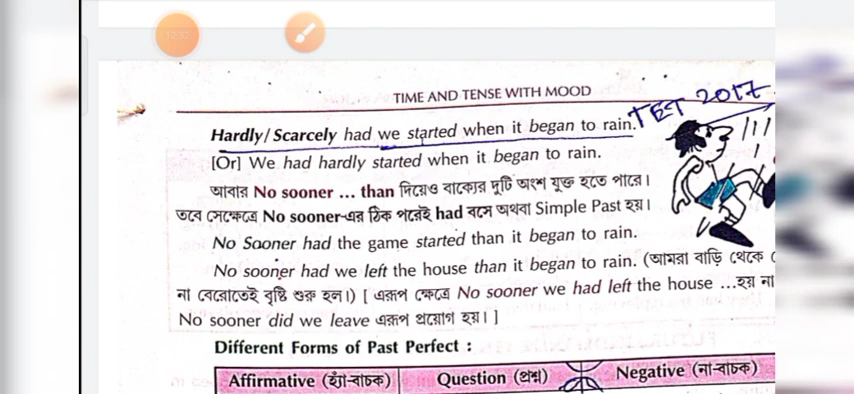 12:32
TIME AND TENSE WITH MOOD
TET 2017
Hardly/Scarcely had we started when it began to rain.
[Or] We had hardly started when it began to rain.
আবার No sooner ... than দিয়েও বাক্যের দুটি অংশ যুক্ত হতে পারে।
তবে সেক্ষেত্রে No sooner-এর ঠিক পরেই had বসে অথবা Simple Past হয়।
No Sooner had the game started than it began to rain.
No sooner had we left the house than it began to rain. (আমরা বাড়ি থেকে
না বেরোতেই বৃষ্টি শুরু হল।) [ এরূপ ক্ষেত্রে No sooner we had left the house ...হয় না
No sooner did we leave এরূপ প্রয়োগ হয়। ]
Different Forms of Past Perfect :
Affirmative (হ্যাঁ-বাচক) Question (প্রশ্ন) Negative (না-বাচক)